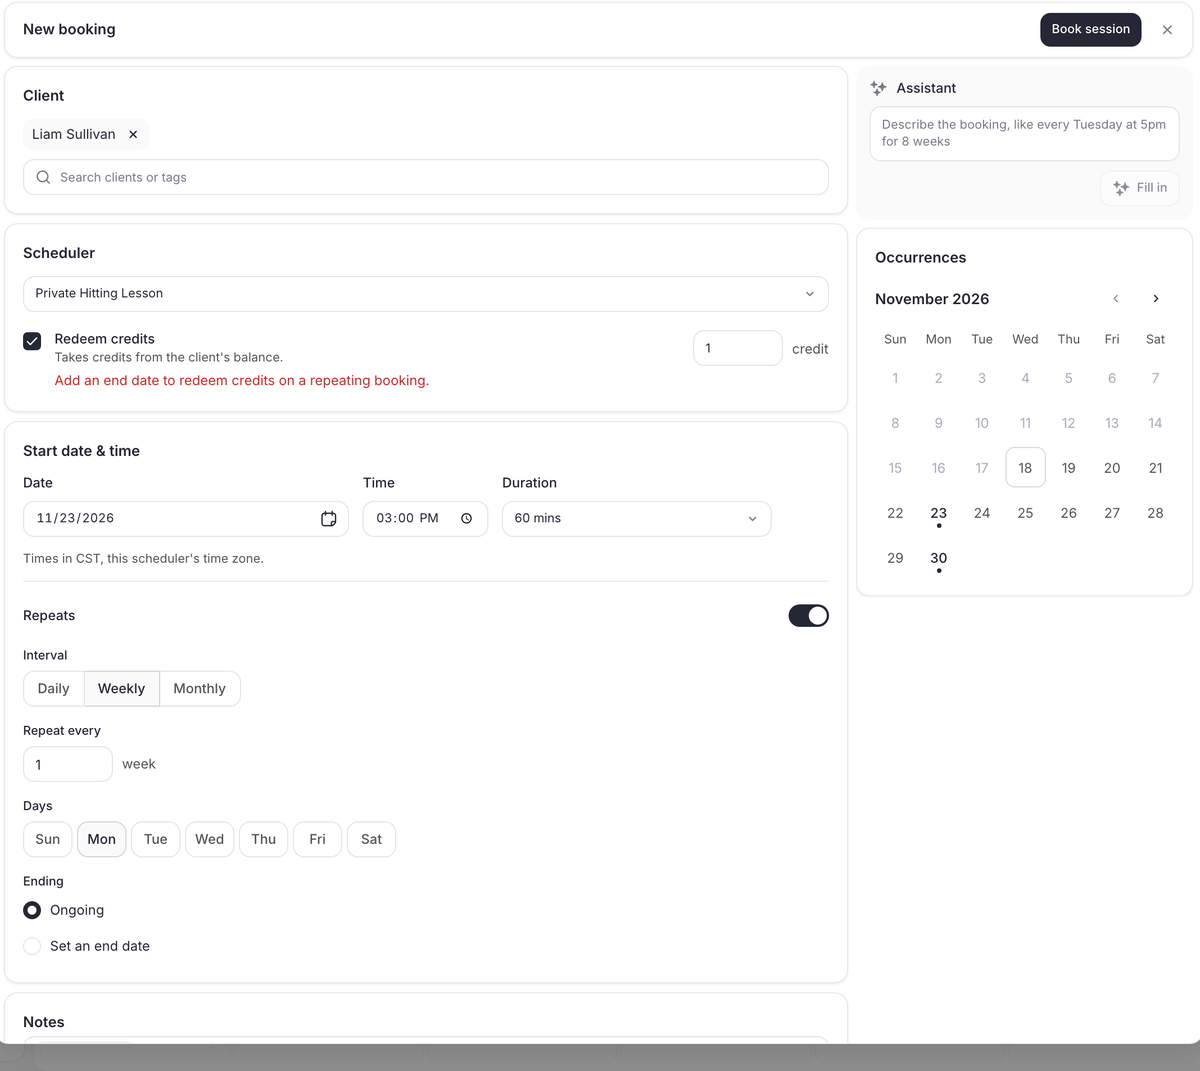 New booking
Book session
Client
Liam Sullivan
Search clients or tags
Scheduler
Private Hitting Lesson
Redeem credits
Takes credits from the client's balance.
Add an end date to redeem credits on a repeating booking.
1 credit
Start date & time
Date Time Duration
11/23/2026 03:00 PM 60 mins
Times in CST, this scheduler's time zone.
Repeats
Interval
Daily Weekly Monthly
Repeat every
1 week
Days
Sun Mon Tue Wed Thu Fri Sat
Ending
Ongoing
Set an end date
Notes
Assistant
Describe the booking, like every Tuesday at 5pm
for 8 weeks
Fill in
Occurrences
November 2026
Sun Mon Tue Wed Thu Fri Sat
1 2 3 4 5 6 7
8 9 10 11 12 13 14
15 16 17 18 19 20 21
22 23 24 25 26 27 28
29 30